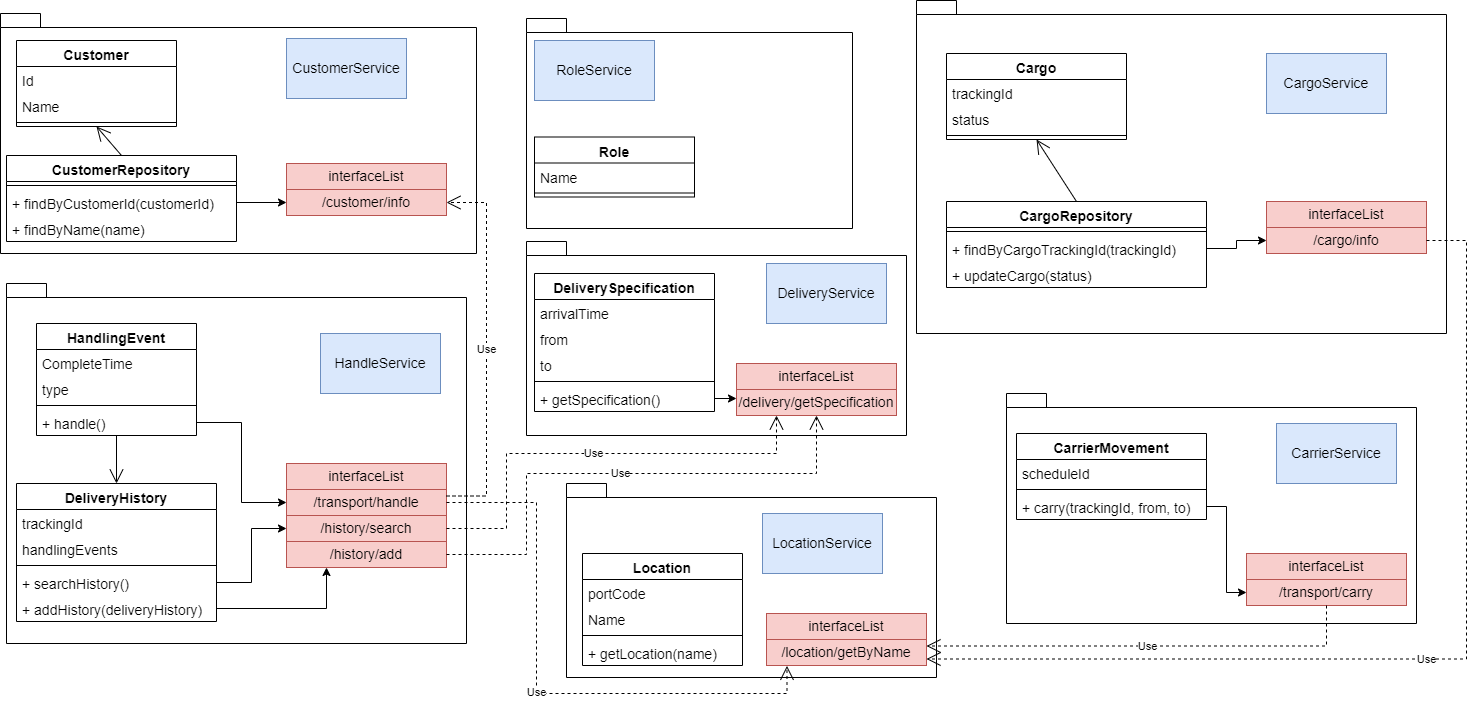 Customer
Id
Name
CustomerService
CustomerRepository
+ findByCustomerId(customerId)
+ findByName(name)
interfaceList
/customer/info
RoleService
Role
Name
Cargo
trackingId
status
CargoService
CargoRepository
+ findByCargoTrackingId(trackingId)
+ updateCargo(status)
interfaceList
/cargo/info
HandlingEvent
CompleteTime
type
+ handle()
HandleService
DeliveryHistory
trackingId
handlingEvents
+ searchHistory()
+ addHistory(deliveryHistory)
interfaceList
/transport/handle
/history/search
/history/add
Use
DeliverySpecification
arrivalTime
from
to
+ getSpecification()
DeliveryService
interfaceList
/delivery/getSpecification
Use
Use
Location
portCode
Name
+ getLocation(name)
LocationService
interfaceList
/location/getByName
Use
CarrierMovement
scheduleId
+ carry(trackingId, from, to)
CarrierService
interfaceList
/transport/carry
Use
Use